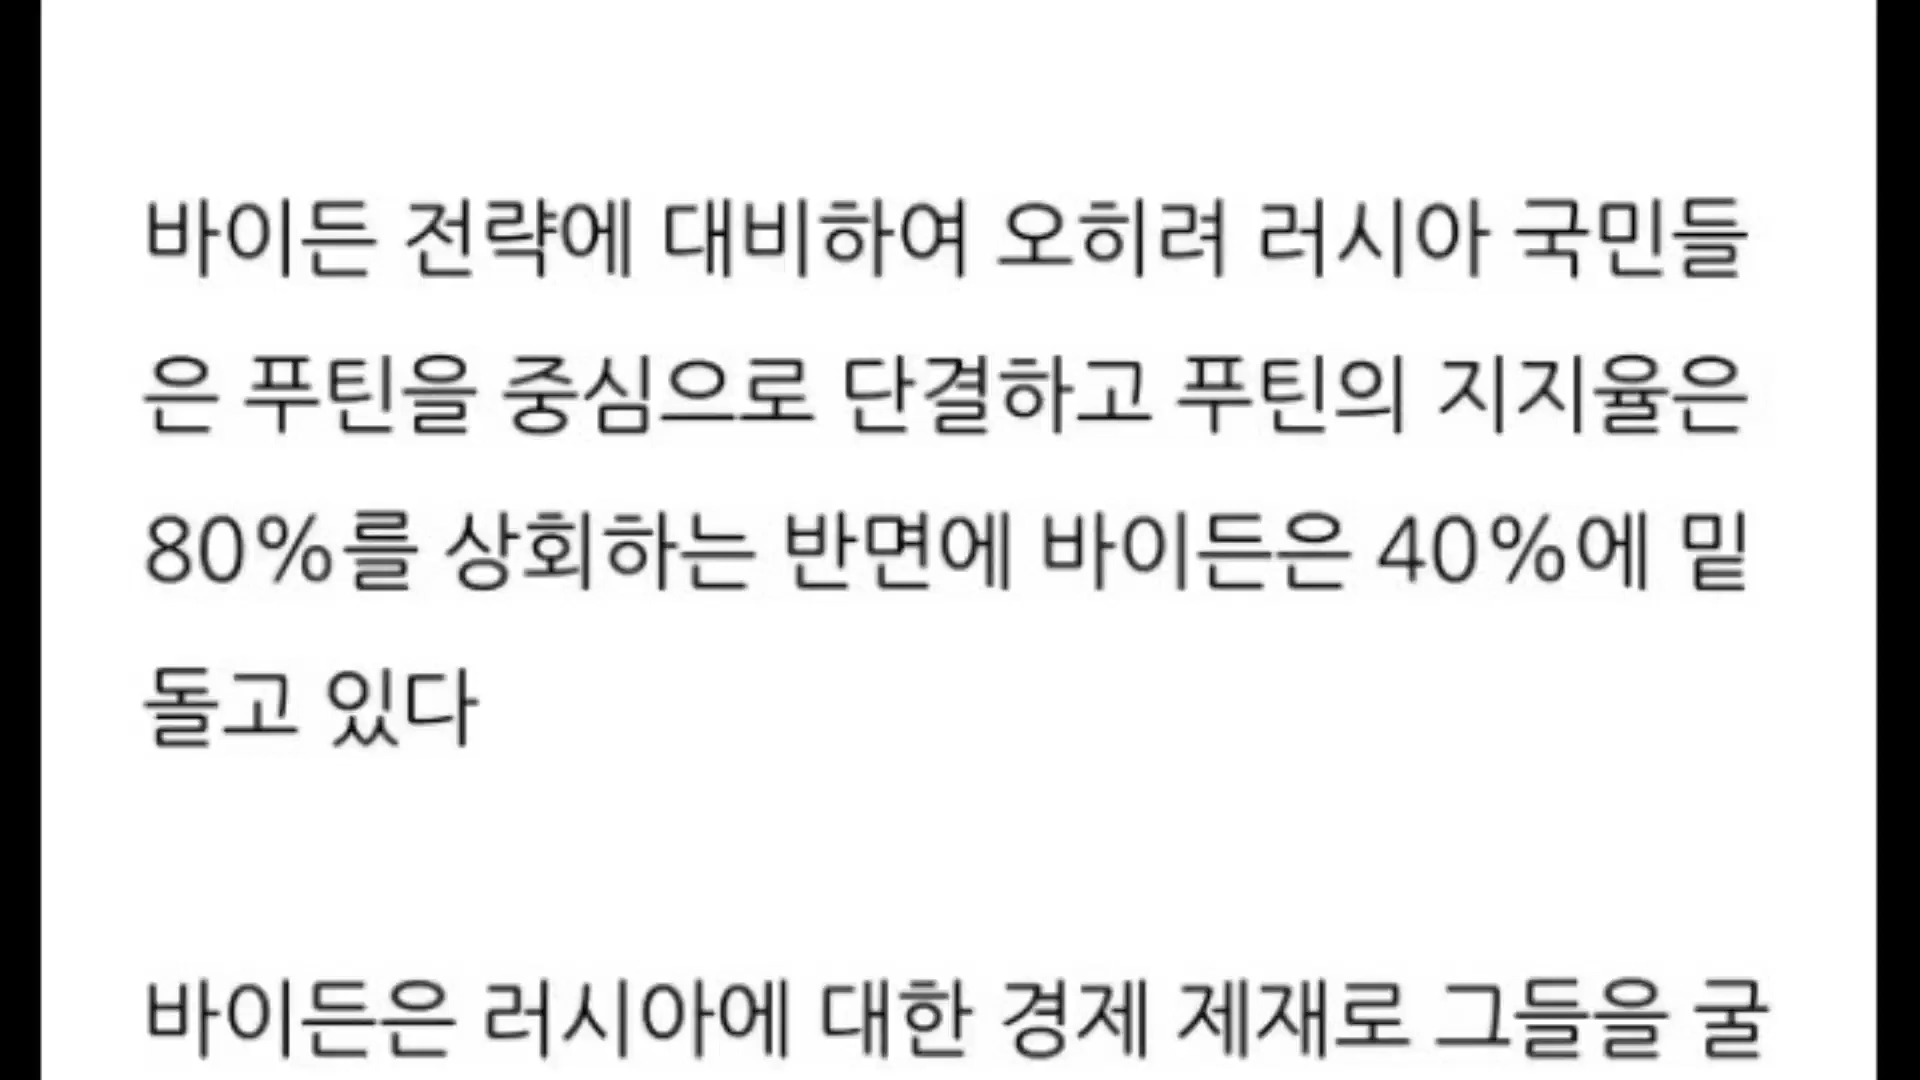 바이든 전략에 대비하여 오히려 러시아 국민들
은 푸틴을 중심으로 단결하고 푸틴의 지지율은
80%를 상회하는 반면에 바이든은 40%에 밑
돌고 있다
바이든은 러시아에 대한 경제 제재로 그들을 굴